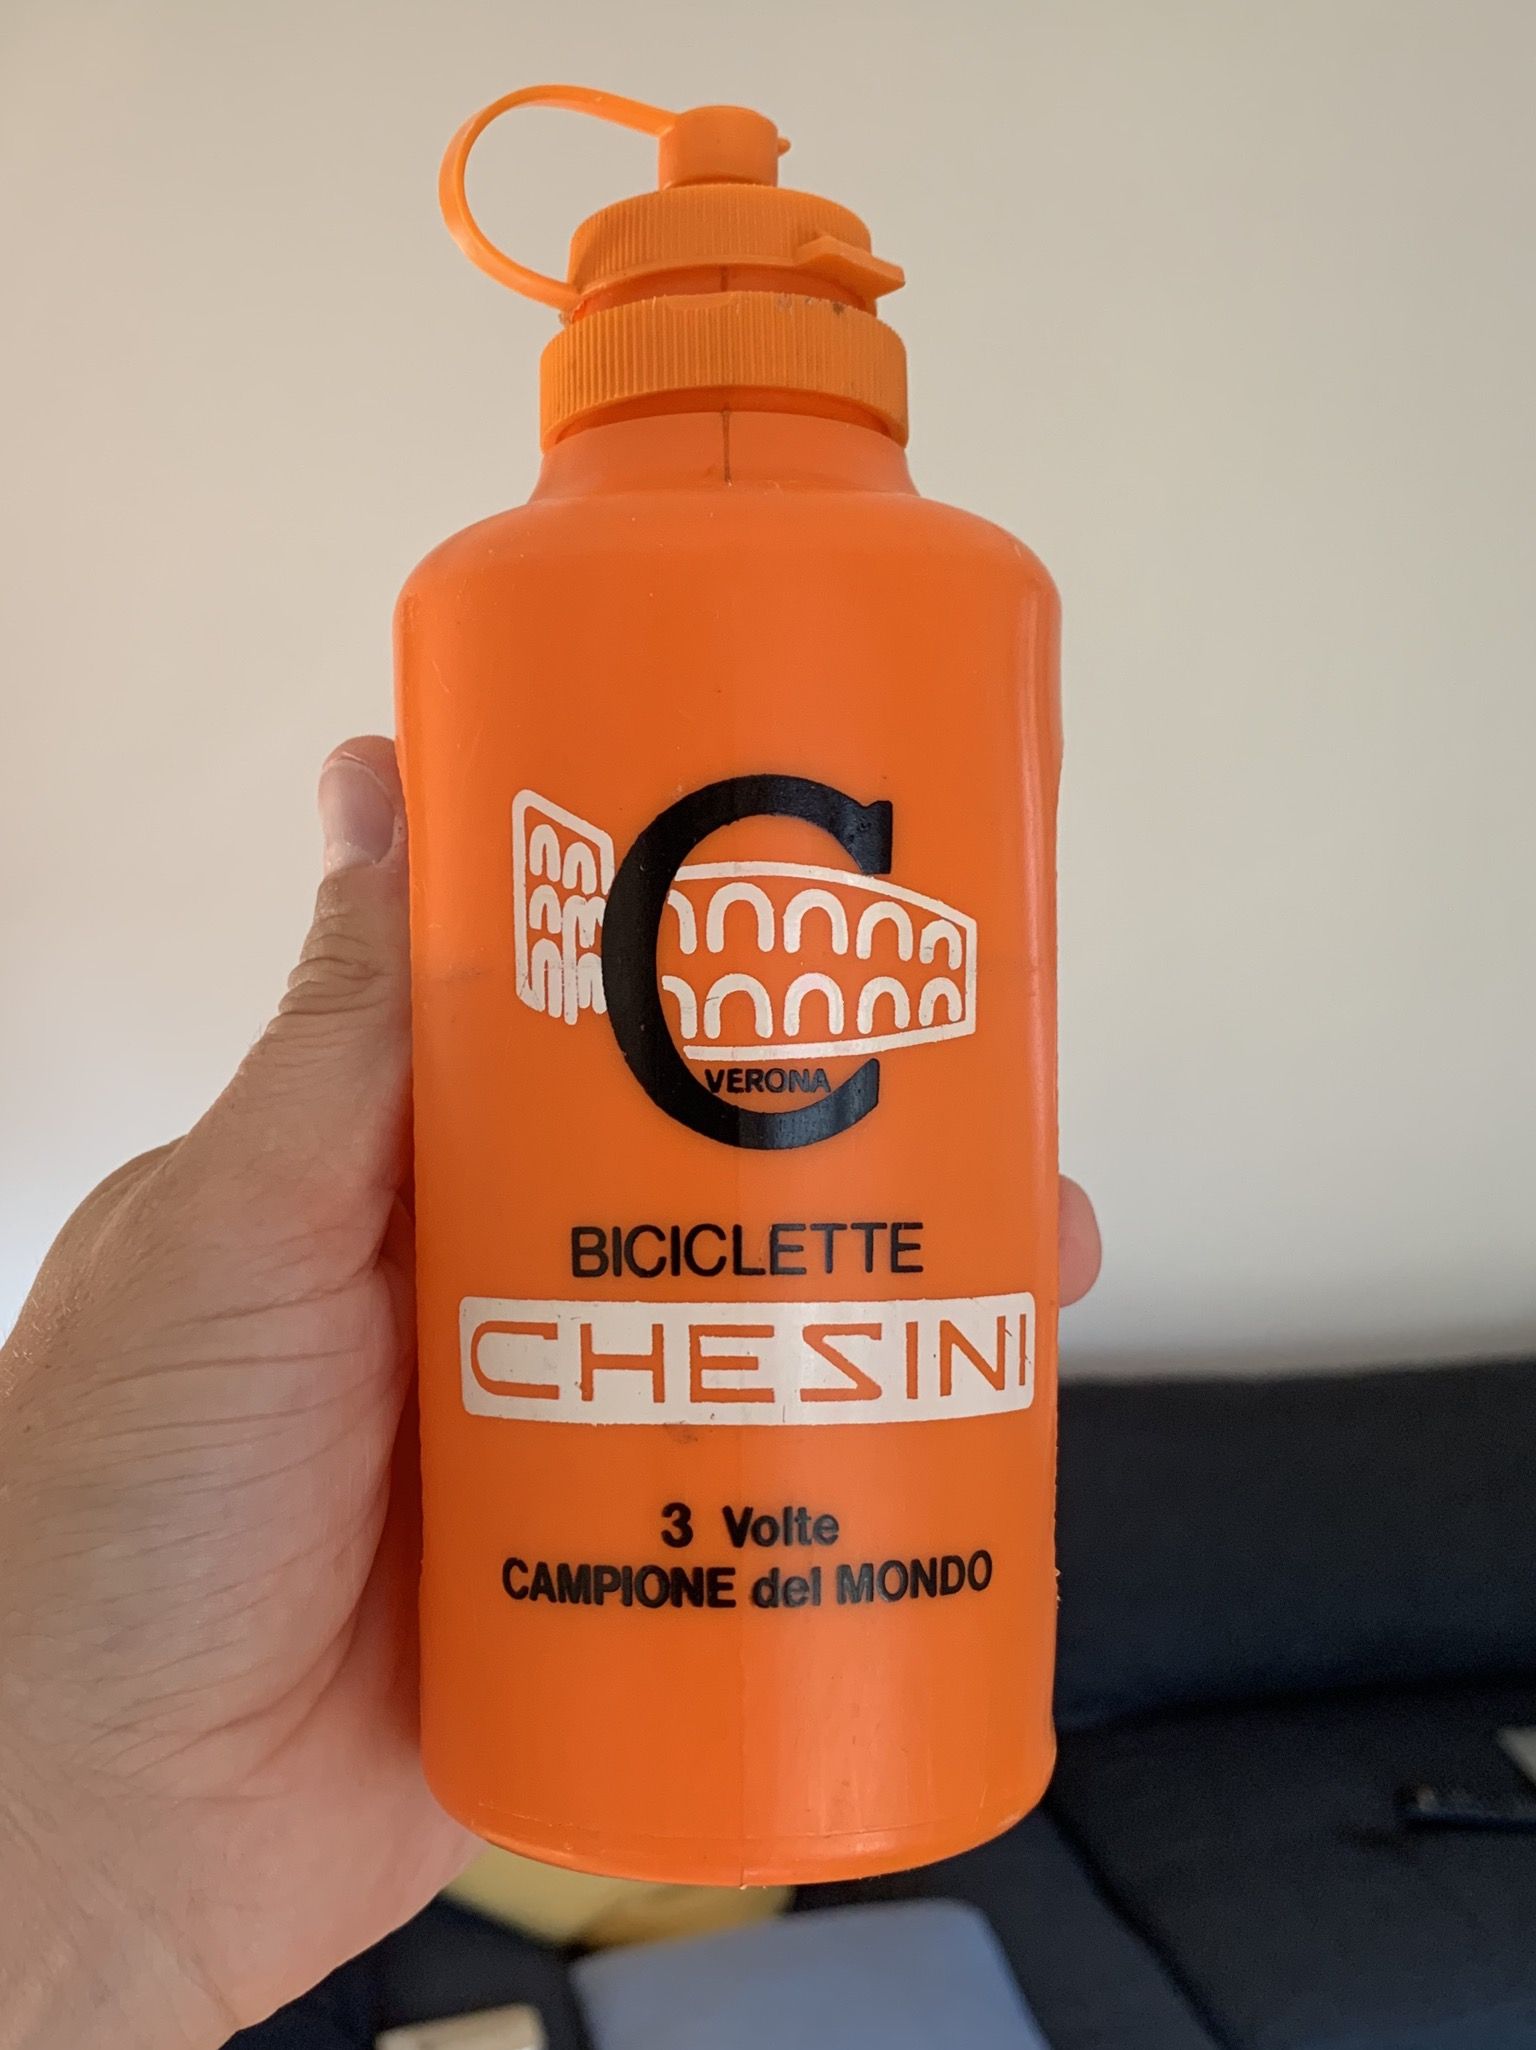 C
VERONA
BICICLETTE
CHESINI
3 Volte
CAMPIONE del MONDO